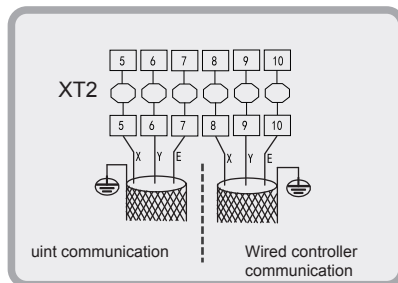 5 6 7 8 9 10
XT2
5 6 7 8 9 10
X Y E X Y E
uint communication
Wired controller
communication